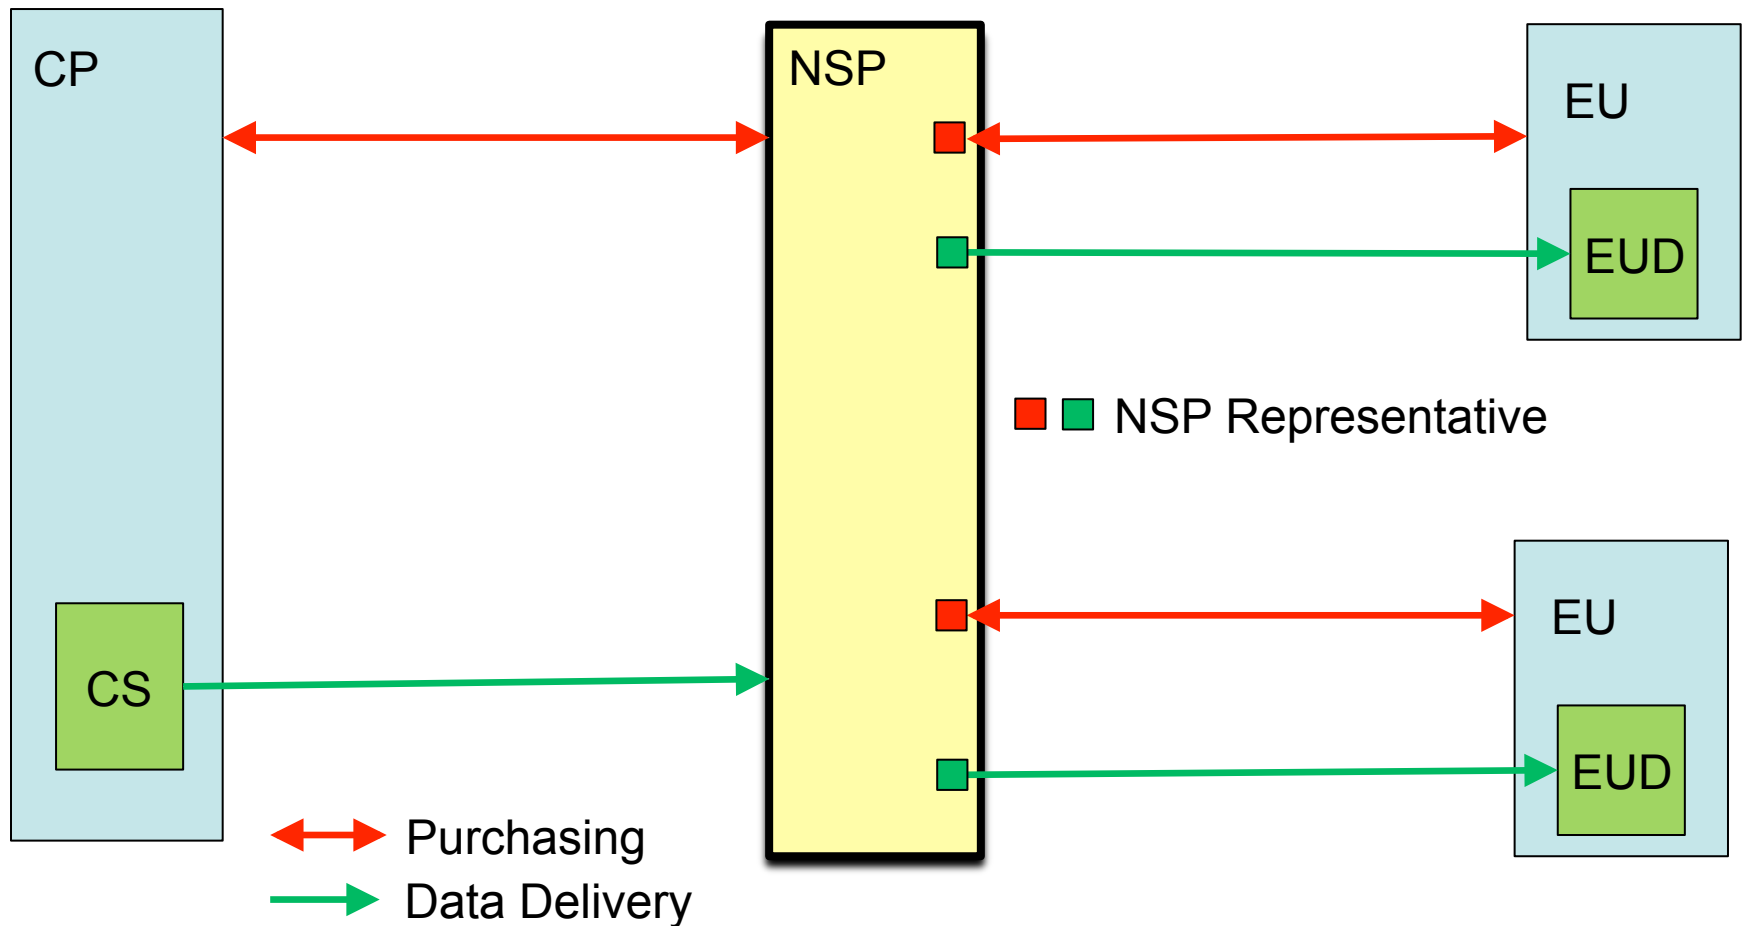 CP
NSP
EU
EUD
NSP Representative
EU
CS
EUD
Purchasing
Data Delivery